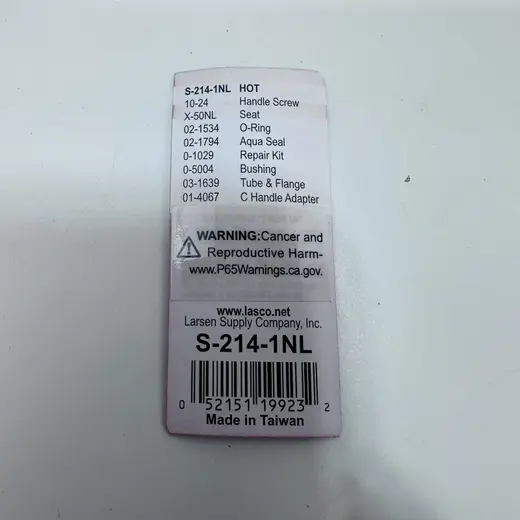 S-214-1NL HOT
10-24 Handle Screw
X-50NL Seat
02-1534 O-Ring
02-1794 Aqua Seal
0-1029 Repair Kit
0-5004 Bushing
03-1639 Tube & Flange
01-4067 C Handle Adapter
WARNING:Cancer and
Reproductive Harm-
www.P65Warnings.ca.gov.
www.lasco.net
Larsen Supply Company, Inc.
S-214-1NL
0 52151 19923 2
Made in Taiwan